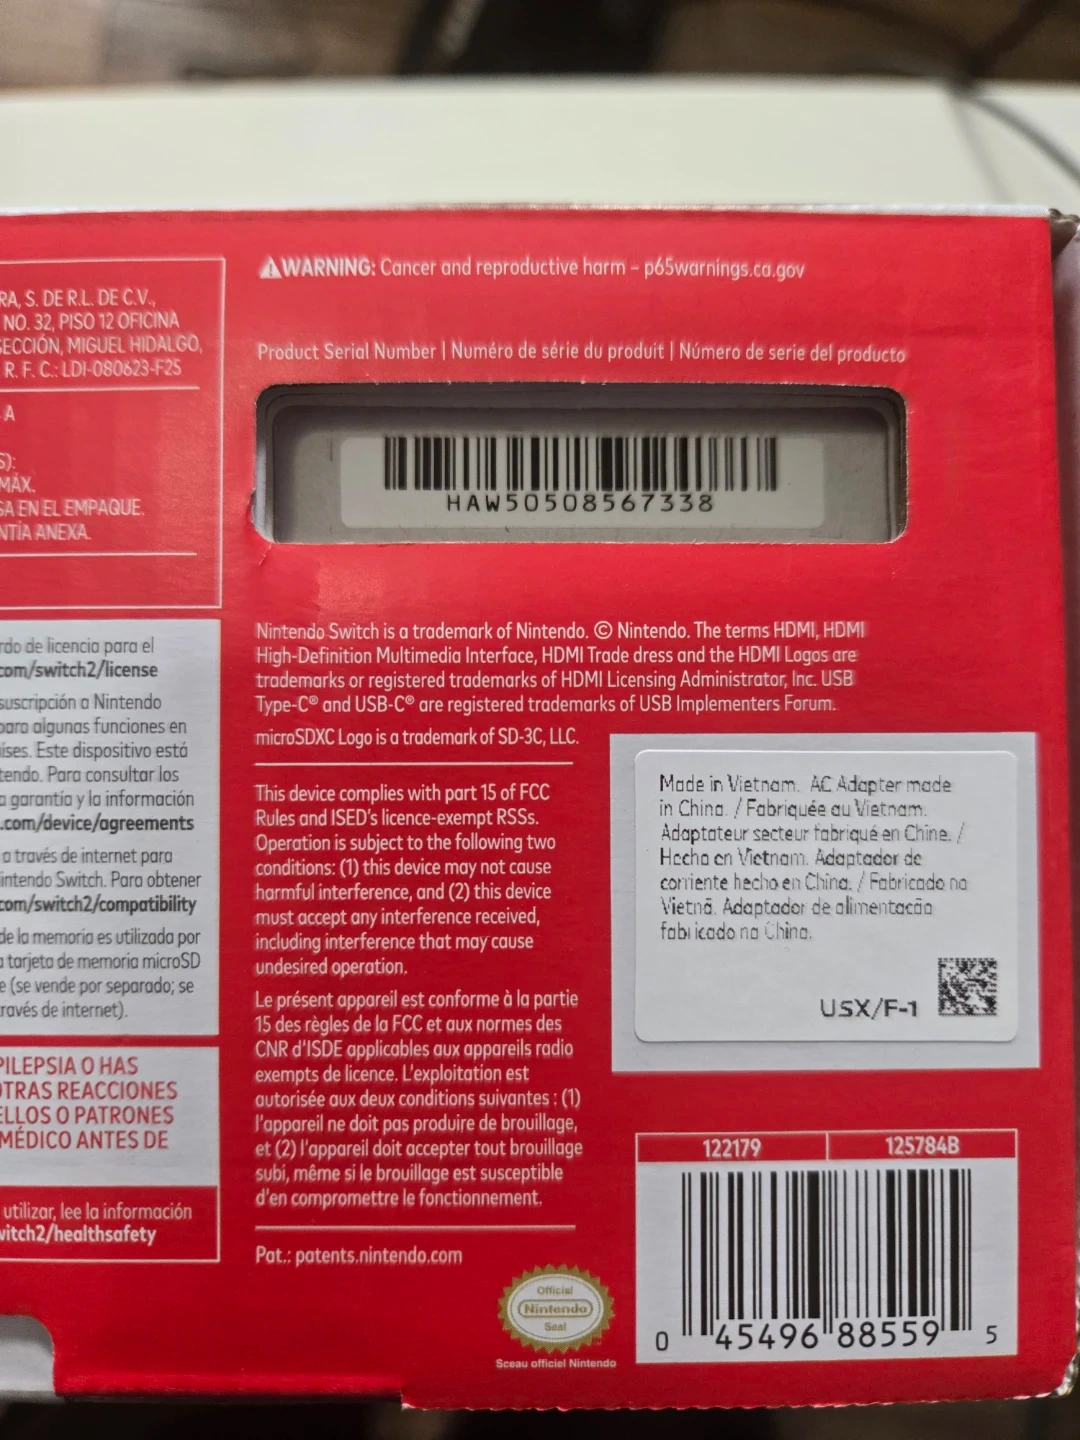 ⚠WARNING: Cancer and reproductive harm – p65warnings.ca.gov
RA, S. DE R.L. DE C.V.,
NO. 32, PISO 12 OFICINA
SECCIÓN, MIGUEL HIDALGO,
R. F. C.: LDI-080623-F25
A
S):
MÁX.
SA EN EL EMPAQUE.
NTÍA ANEXA.
Product Serial Number | Numéro de série du produit | Número de serie del producto
HAW50508567338
rdo de licencia para el
com/switch2/license
suscripción a Nintendo
para algunas funciones en
íses. Este dispositivo está
tendo. Para consultar los
a garantía y la información
.com/device/agreements
a través de internet para
intendo Switch. Para obtener
com/switch2/compatibility
de la memoria es utilizada por
a tarjeta de memoria microSD
e (se vende por separado; se
través de internet).
PILEPSIA O HAS
OTRAS REACCIONES
ELLOS O PATRONES
MÉDICO ANTES DE
utilizar, lee la información
witch2/healthsafety
Nintendo Switch is a trademark of Nintendo. © Nintendo. The terms HDMI, HDMI
High-Definition Multimedia Interface, HDMI Trade dress and the HDMI Logos are
trademarks or registered trademarks of HDMI Licensing Administrator, Inc. USB
Type-C® and USB-C® are registered trademarks of USB Implementers Forum.
microSDXC Logo is a trademark of SD-3C, LLC.
This device complies with part 15 of FCC
Rules and ISED's licence-exempt RSSs.
Operation is subject to the following two
conditions: (1) this device may not cause
harmful interference, and (2) this device
must accept any interference received,
including interference that may cause
undesired operation.
Le présent appareil est conforme à la partie
15 des règles de la FCC et aux normes des
CNR d'ISDE applicables aux appareils radio
exempts de licence. L'exploitation est
autorisée aux deux conditions suivantes : (1)
l'appareil ne doit pas produire de brouillage,
et (2) l'appareil doit accepter tout brouillage
subi, même si le brouillage est susceptible
d'en compromettre le fonctionnement.
Pat.: patents.nintendo.com
Official
Nintendo
Seal
Sceau officiel Nintendo
Made in Vietnam. AC Adapter made
in China. / Fabriquée au Vietnam.
Adaptateur secteur fabriqué en Chine. /
Hecho en Vietnam. Adaptador de
corriente hecho en China. / Fabricado no
Vietnã. Adaptador de alimentacão
fabricado na China.
USX/F-1
122179
125784B
0 45496 88559 5